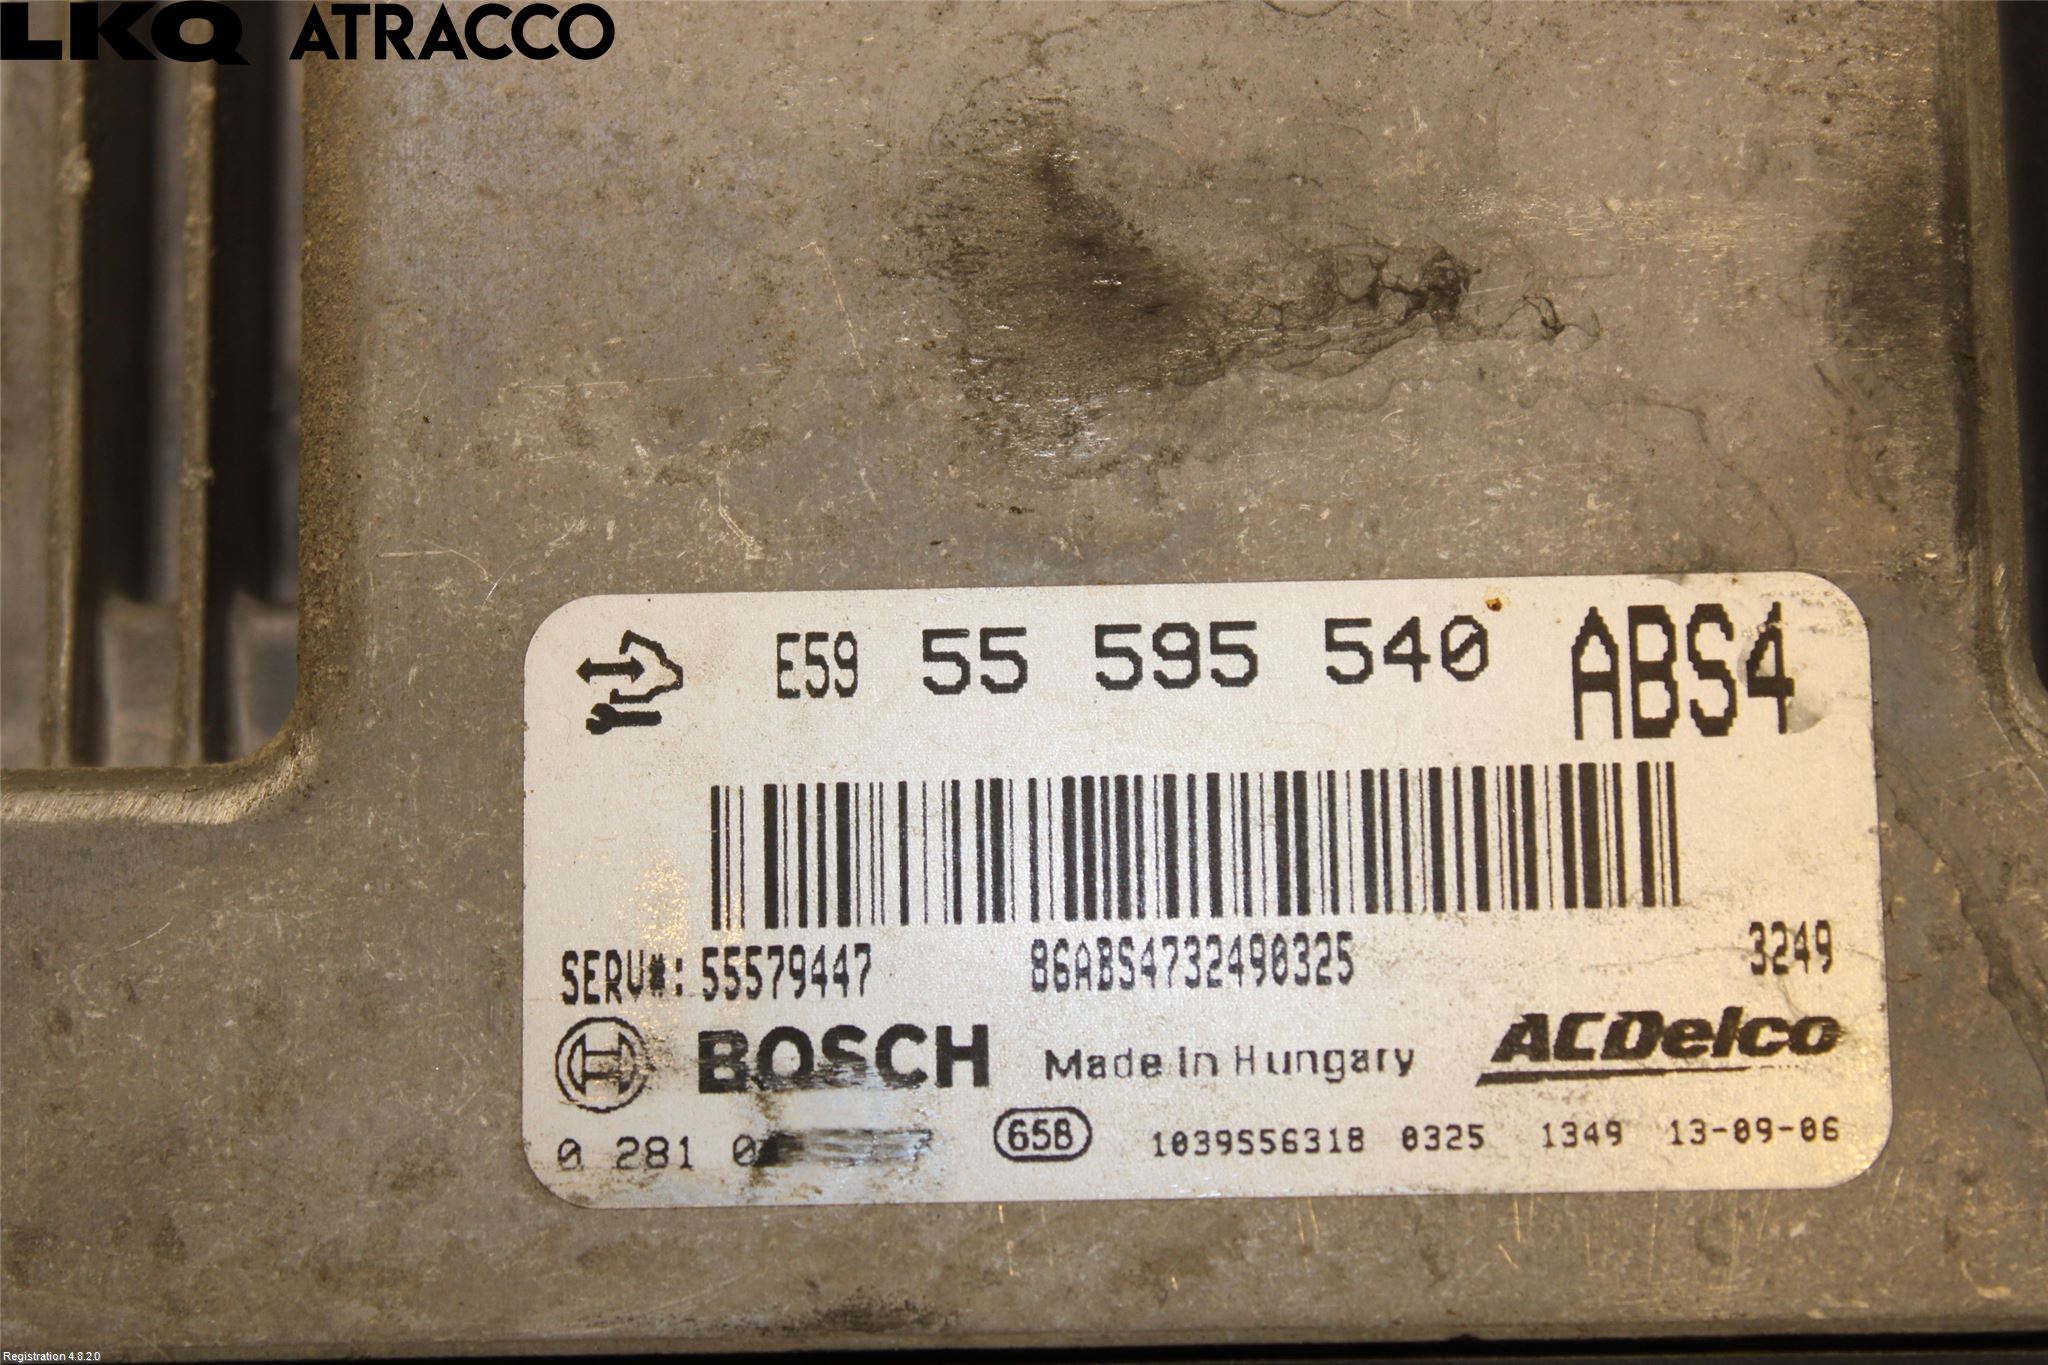 LKQ ATRACCO
E59 55 595 540 ABS4
SERV#: 55579447 86ABS4732490325 3249
BOSCH Made in Hungary ACDelco
0 281 0 658 1039S56318 0325 1349 13-09-06
Registration 4.8.2.0